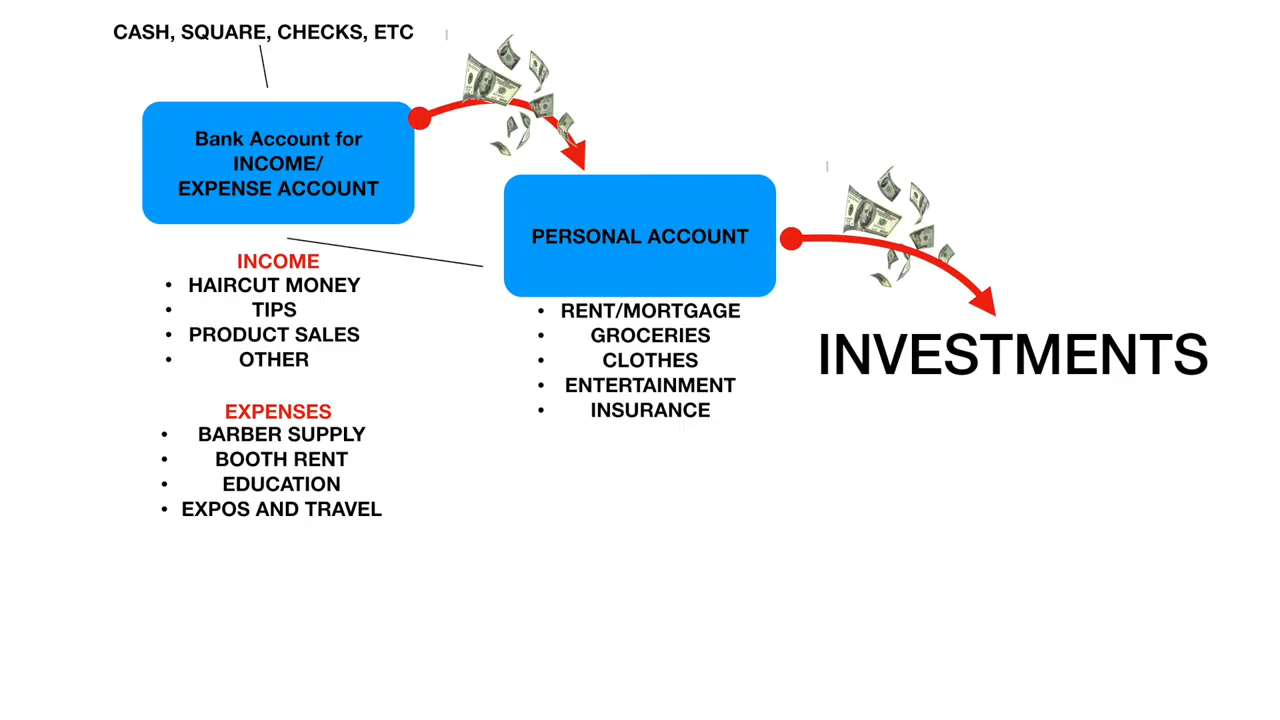 CASH, SQUARE, CHECKS, ETC
Bank Account for
INCOME/
EXPENSE ACCOUNT
INCOME
• HAIRCUT MONEY
• TIPS
• PRODUCT SALES
• OTHER
EXPENSES
• BARBER SUPPLY
• BOOTH RENT
• EDUCATION
• EXPOS AND TRAVEL
PERSONAL ACCOUNT
• RENT/MORTGAGE
• GROCERIES
• CLOTHES
• ENTERTAINMENT
• INSURANCE
INVESTMENTS